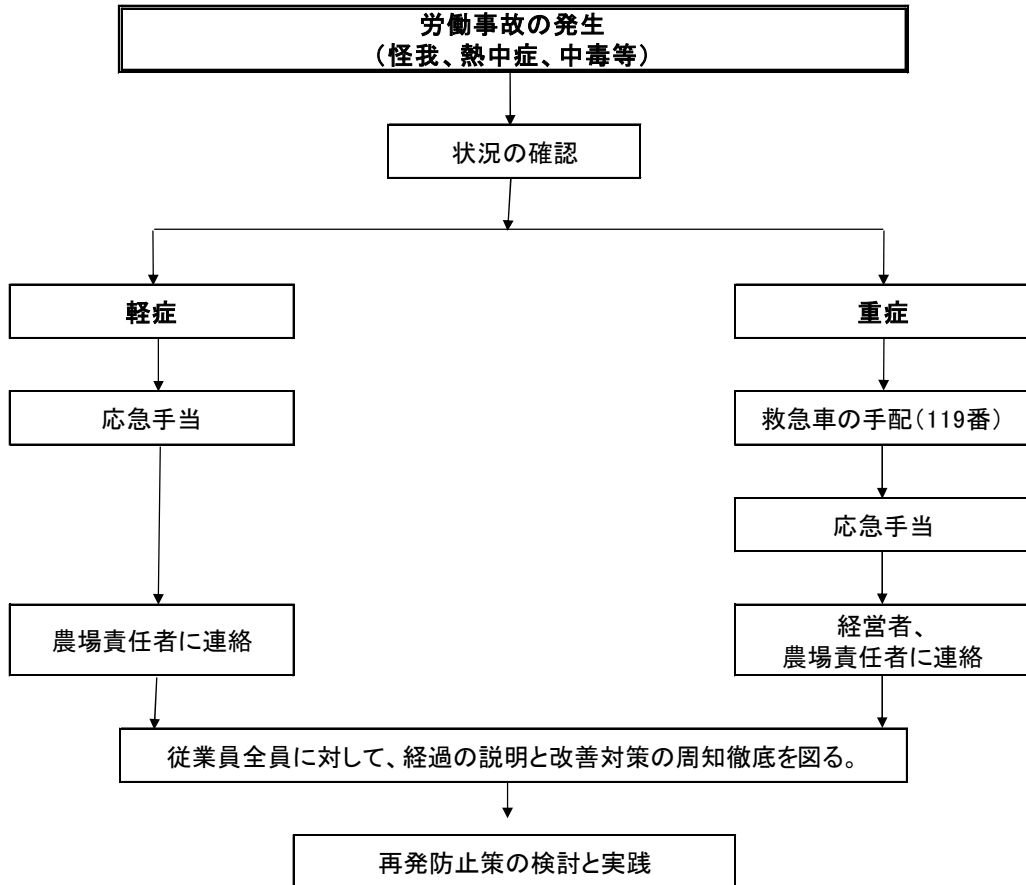 労働事故の発生
（怪我、熱中症、中毒等）
状況の確認
軽症
重症
応急手当
救急車の手配（119番）
応急手当
農場責任者に連絡
経営者、
農場責任者に連絡
従業員全員に対して、経過の説明と改善対策の周知徹底を図る。
再発防止策の検討と実践